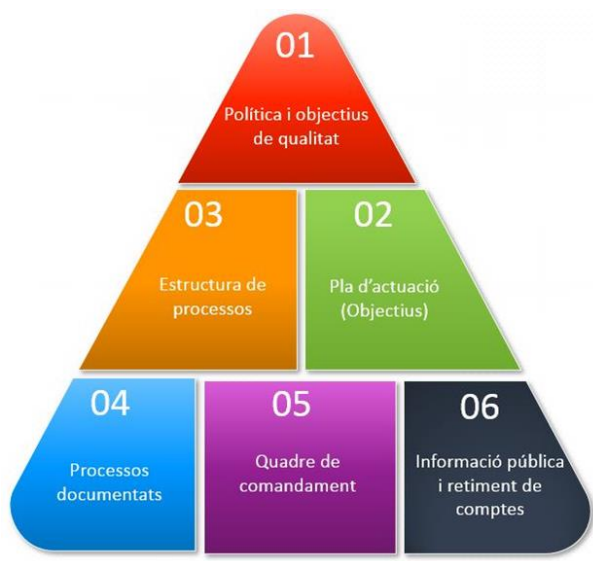 01
Política i objectius
de qualitat
03
Estructura de
processos
02
Pla d'actuació
(Objectius)
04
Processos
documentats
05
Quadre de
comandament
06
Informació pública
i retiment de
comptes